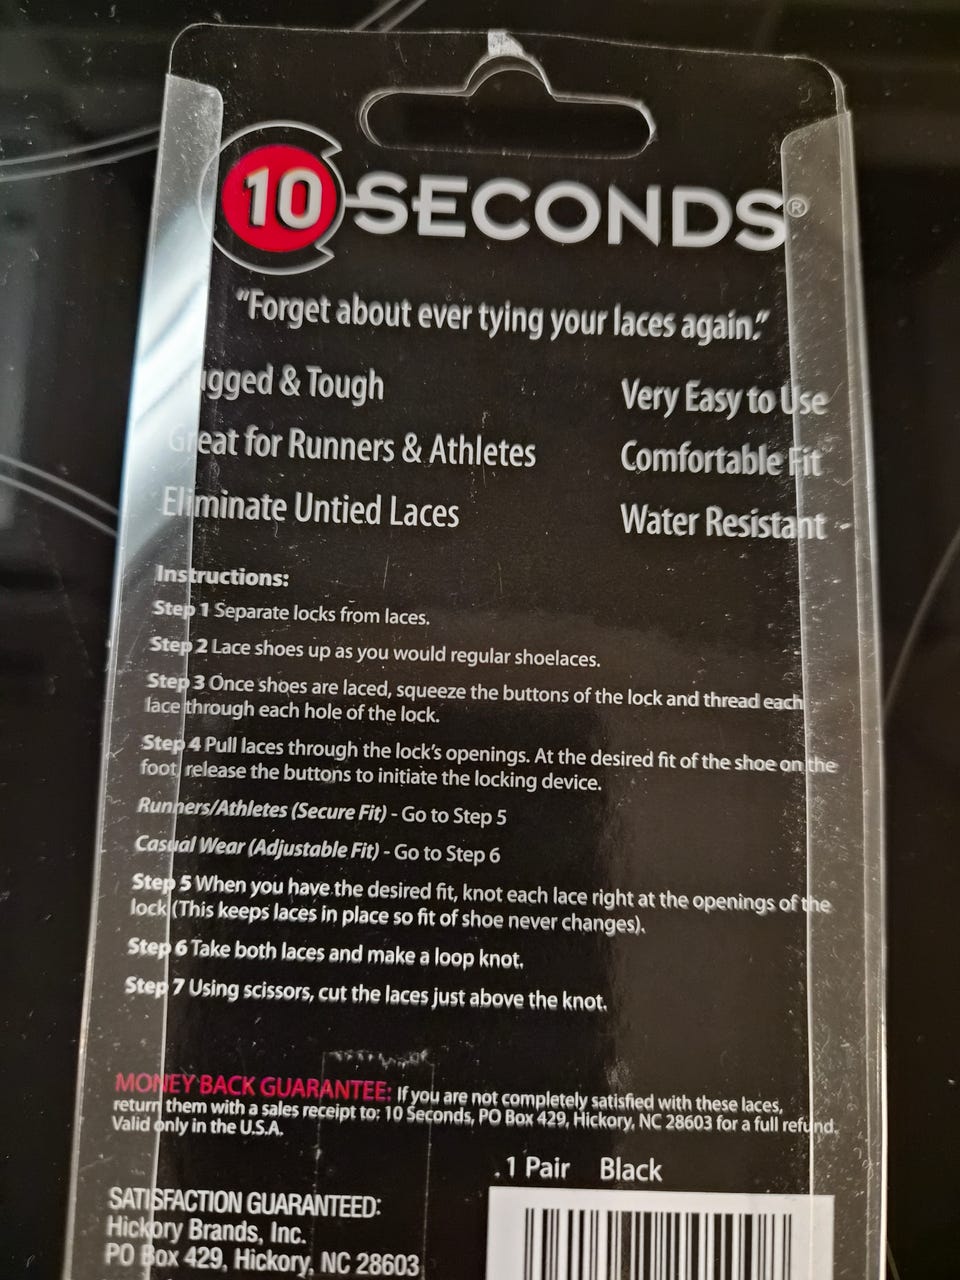 10 SECONDS®
"Forget about ever tying your laces again."
ugged & Tough
Very Easy to Use
Great for Runners & Athletes
Comfortable Fit
Eliminate Untied Laces
Water Resistant
Instructions:
Step 1 Separate locks from laces.
Step 2 Lace shoes up as you would regular shoelaces.
Step 3 Once shoes are laced, squeeze the buttons of the lock and thread each
lace through each hole of the lock.
Step 4 Pull laces through the lock's openings. At the desired fit of the shoe on the
foot, release the buttons to initiate the locking device.
Runners/Athletes (Secure Fit) - Go to Step 5
Casual Wear (Adjustable Fit) - Go to Step 6
Step 5 When you have the desired fit, knot each lace right at the openings of the
lock (This keeps laces in place so fit of shoe never changes).
Step 6 Take both laces and make a loop knot.
Step 7 Using scissors, cut the laces just above the knot.
MONEY BACK GUARANTEE: If you are not completely satisfied with these laces,
return them with a sales receipt to: 10 Seconds, PO Box 429, Hickory, NC 28603 for a full refund.
Valid only in the U.S.A.
1 Pair Black
SATISFACTION GUARANTEED:
Hickory Brands, Inc.
PO Box 429, Hickory, NC 28603